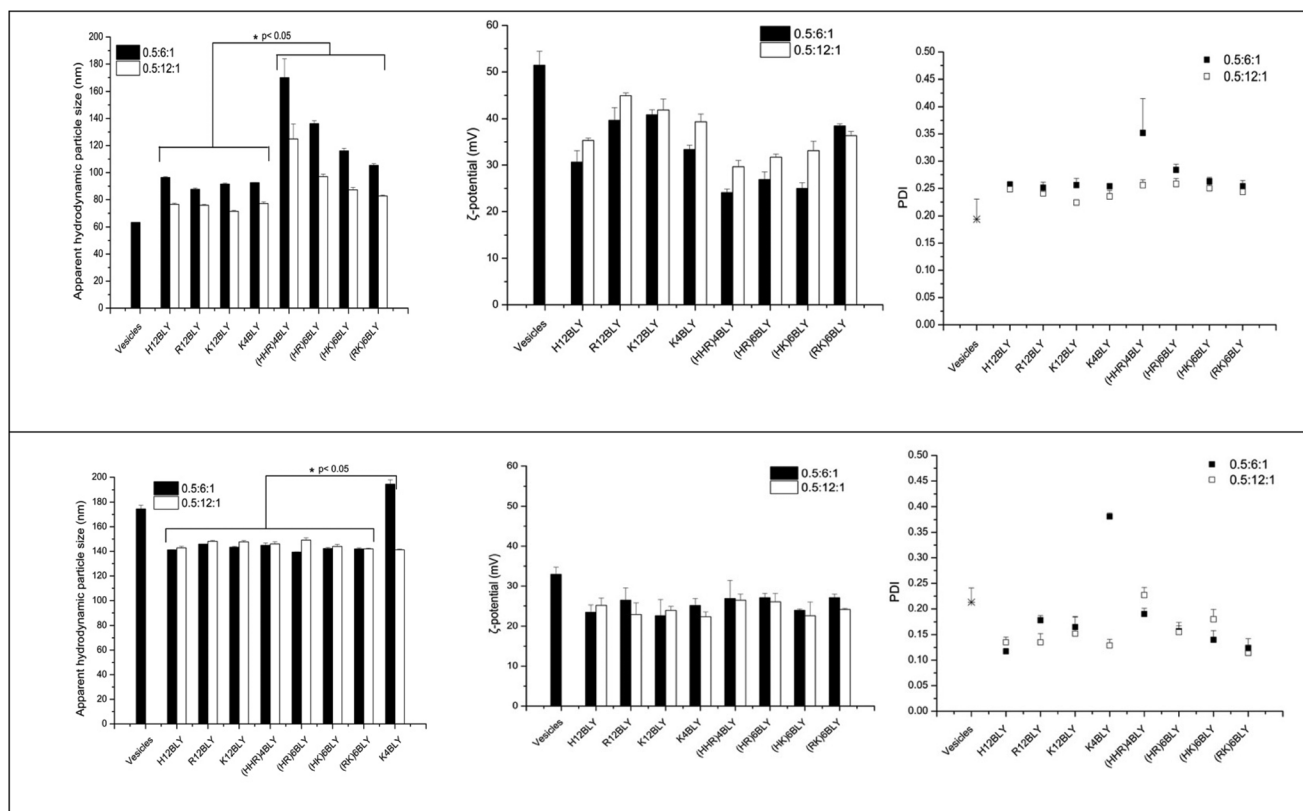 Apparent hydrodynamic particle size (nm)
200
180
160
140
120
100
80
60
40
20
0
0.5:6:1
0.5:12:1
* p< 0.05
Vesicles
H12BLY
R12BLY
K12BLY
K4BLY
(HHR)4BLY
(HR)6BLY
(HK)6BLY
(RK)6BLY
ζ-potential (mV)
60
50
40
30
20
10
0
0.5:6:1
0.5:12:1
Vesicles
H12BLY
R12BLY
K12BLY
K4BLY
(HHR)4BLY
(HR)6BLY
(HK)6BLY
(RK)6BLY
PDI
0.50
0.45
0.40
0.35
0.30
0.25
0.20
0.15
0.10
0.05
0.00
0.5:6:1
0.5:12:1
Vesicles
H12BLY
R12BLY
K12BLY
K4BLY
(HHR)4BLY
(HR)6BLY
(HK)6BLY
(RK)6BLY
Apparent hydrodynamic particle size (nm)
200
180
160
140
120
100
80
60
40
20
0
0.5:6:1
0.5:12:1
* p< 0.05
Vesicles
H12BLY
R12BLY
K12BLY
(HHR)4BLY
(HR)6BLY
(HK)6BLY
(RK)6BLY
K4BLY
ζ-potential (mV)
60
50
40
30
20
10
0
0.5:6:1
0.5:12:1
Vesicles
H12BLY
R12BLY
K12BLY
K4BLY
(HHR)4BLY
(HR)6BLY
(HK)6BLY
(RK)6BLY
PDI
0.50
0.45
0.40
0.35
0.30
0.25
0.20
0.15
0.10
0.05
0.00
0.5:6:1
0.5:12:1
Vesicles
H12BLY
R12BLY
K12BLY
K4BLY
(HHR)4BLY
(HR)6BLY
(HK)6BLY
(RK)6BLY